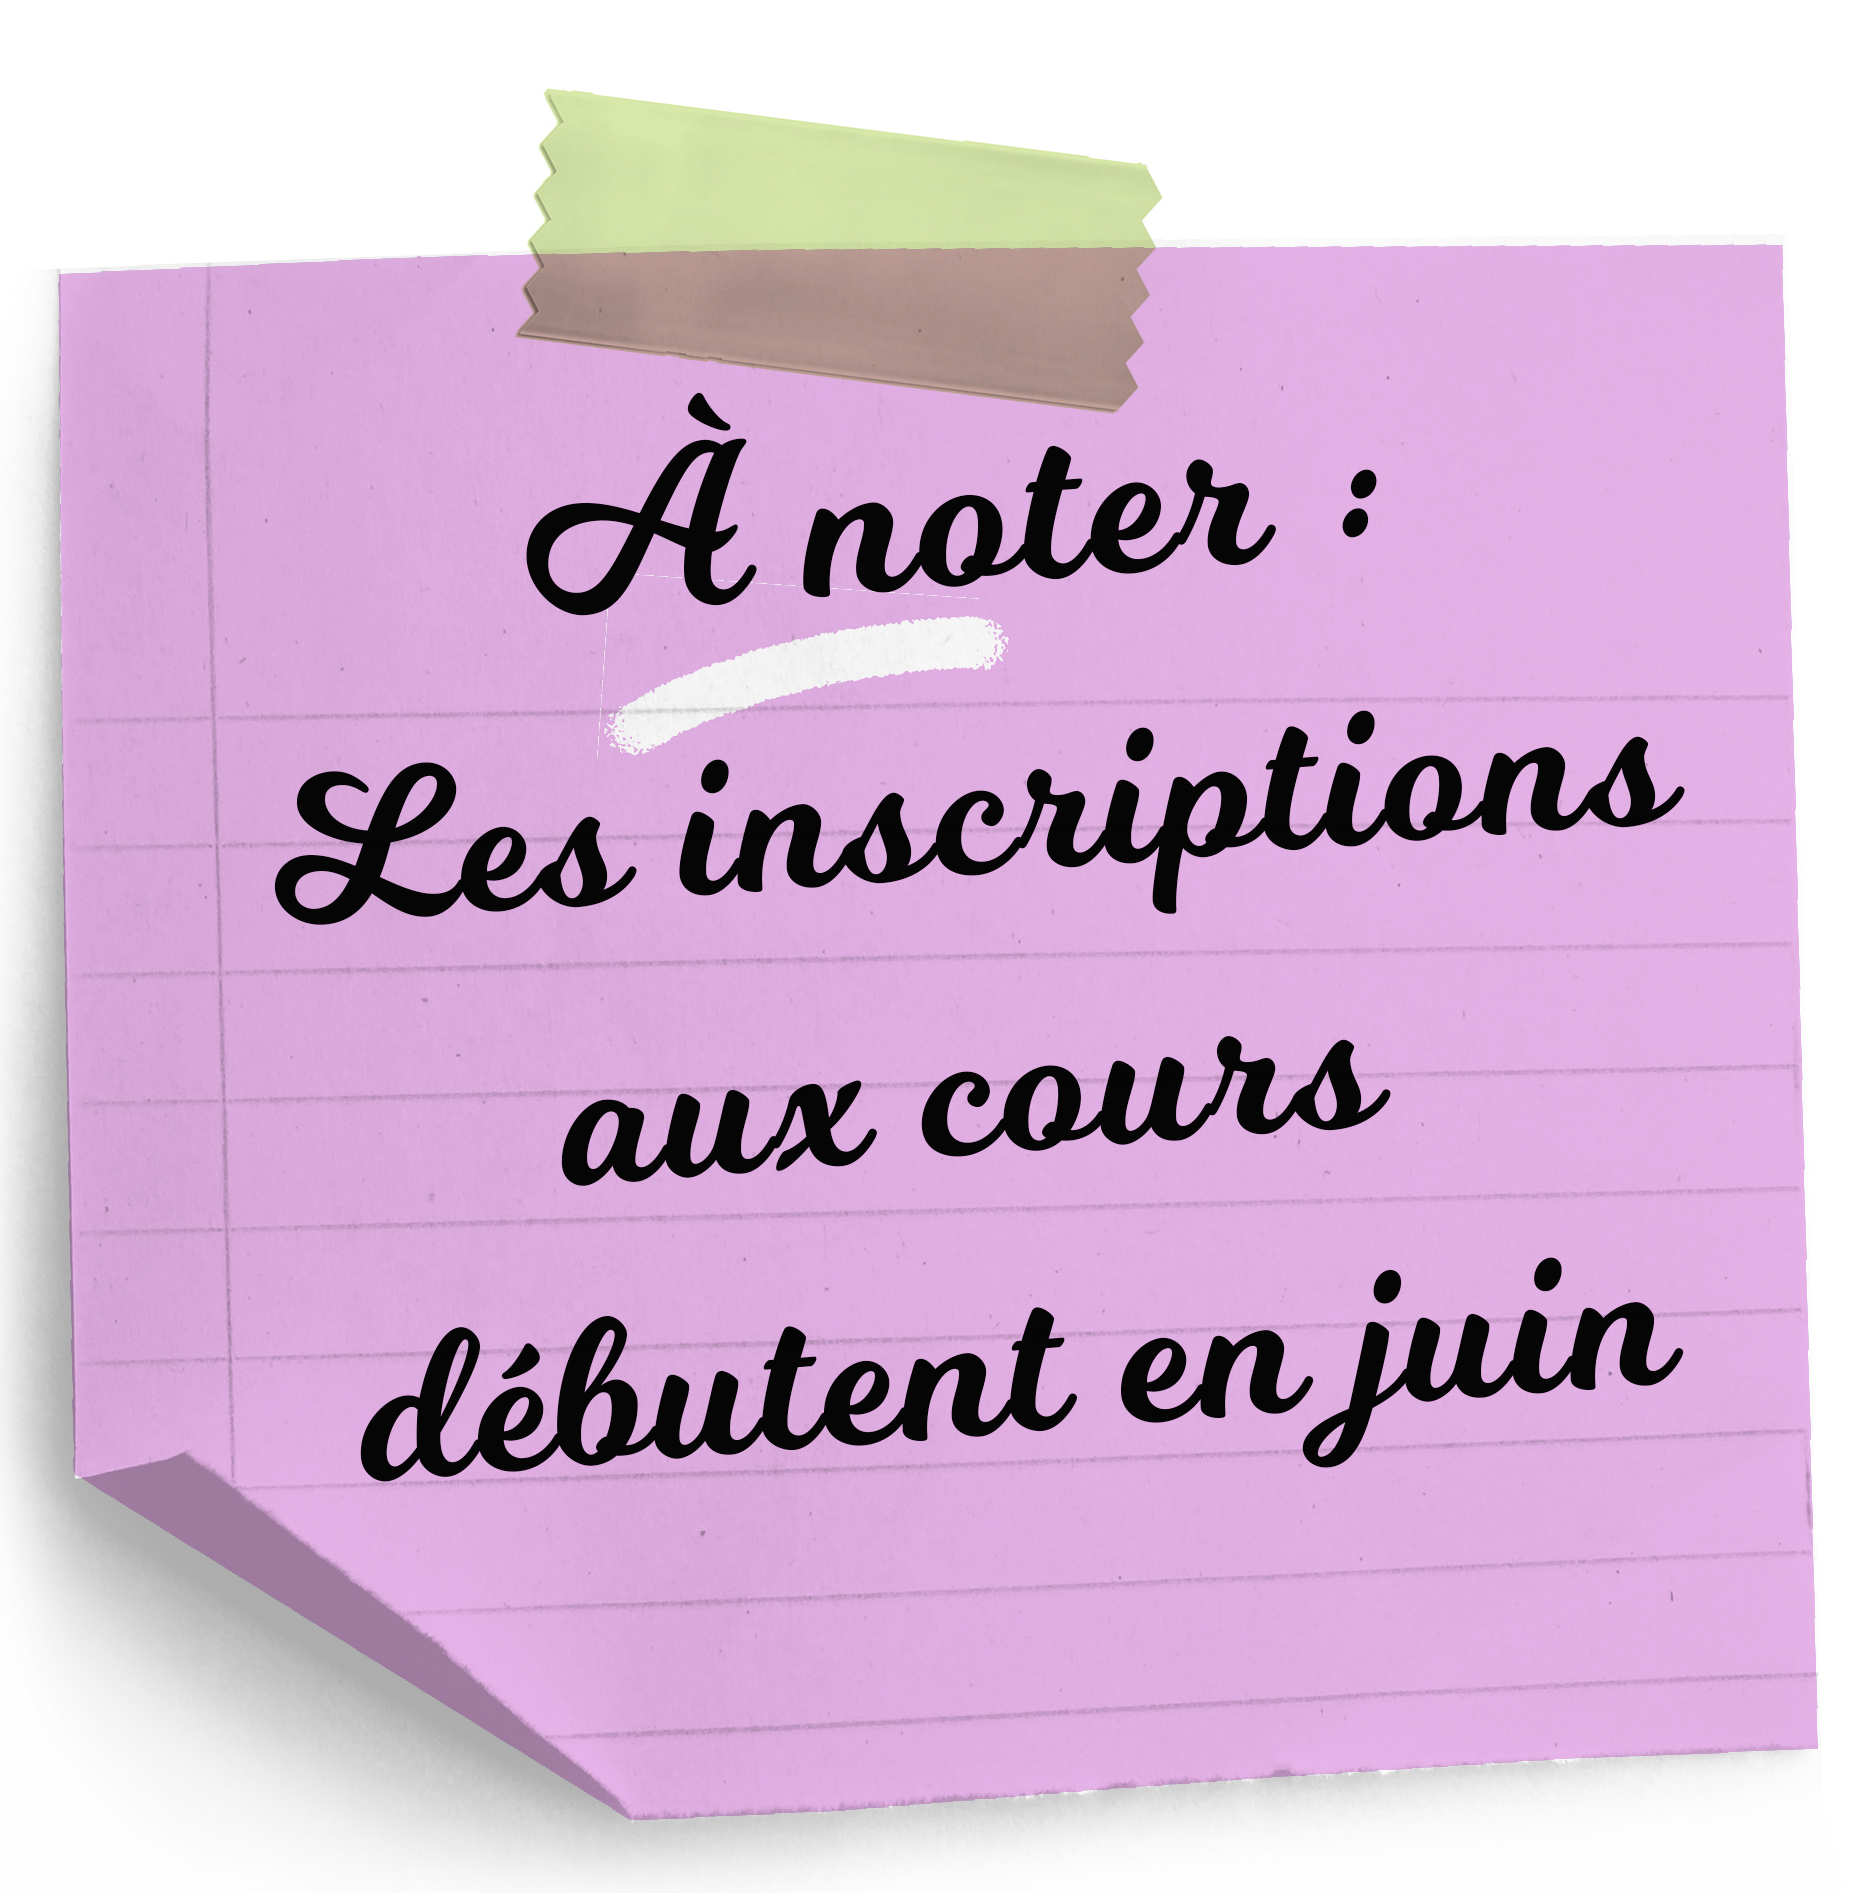 À noter :
Les inscriptions
aux cours
débutent en juin